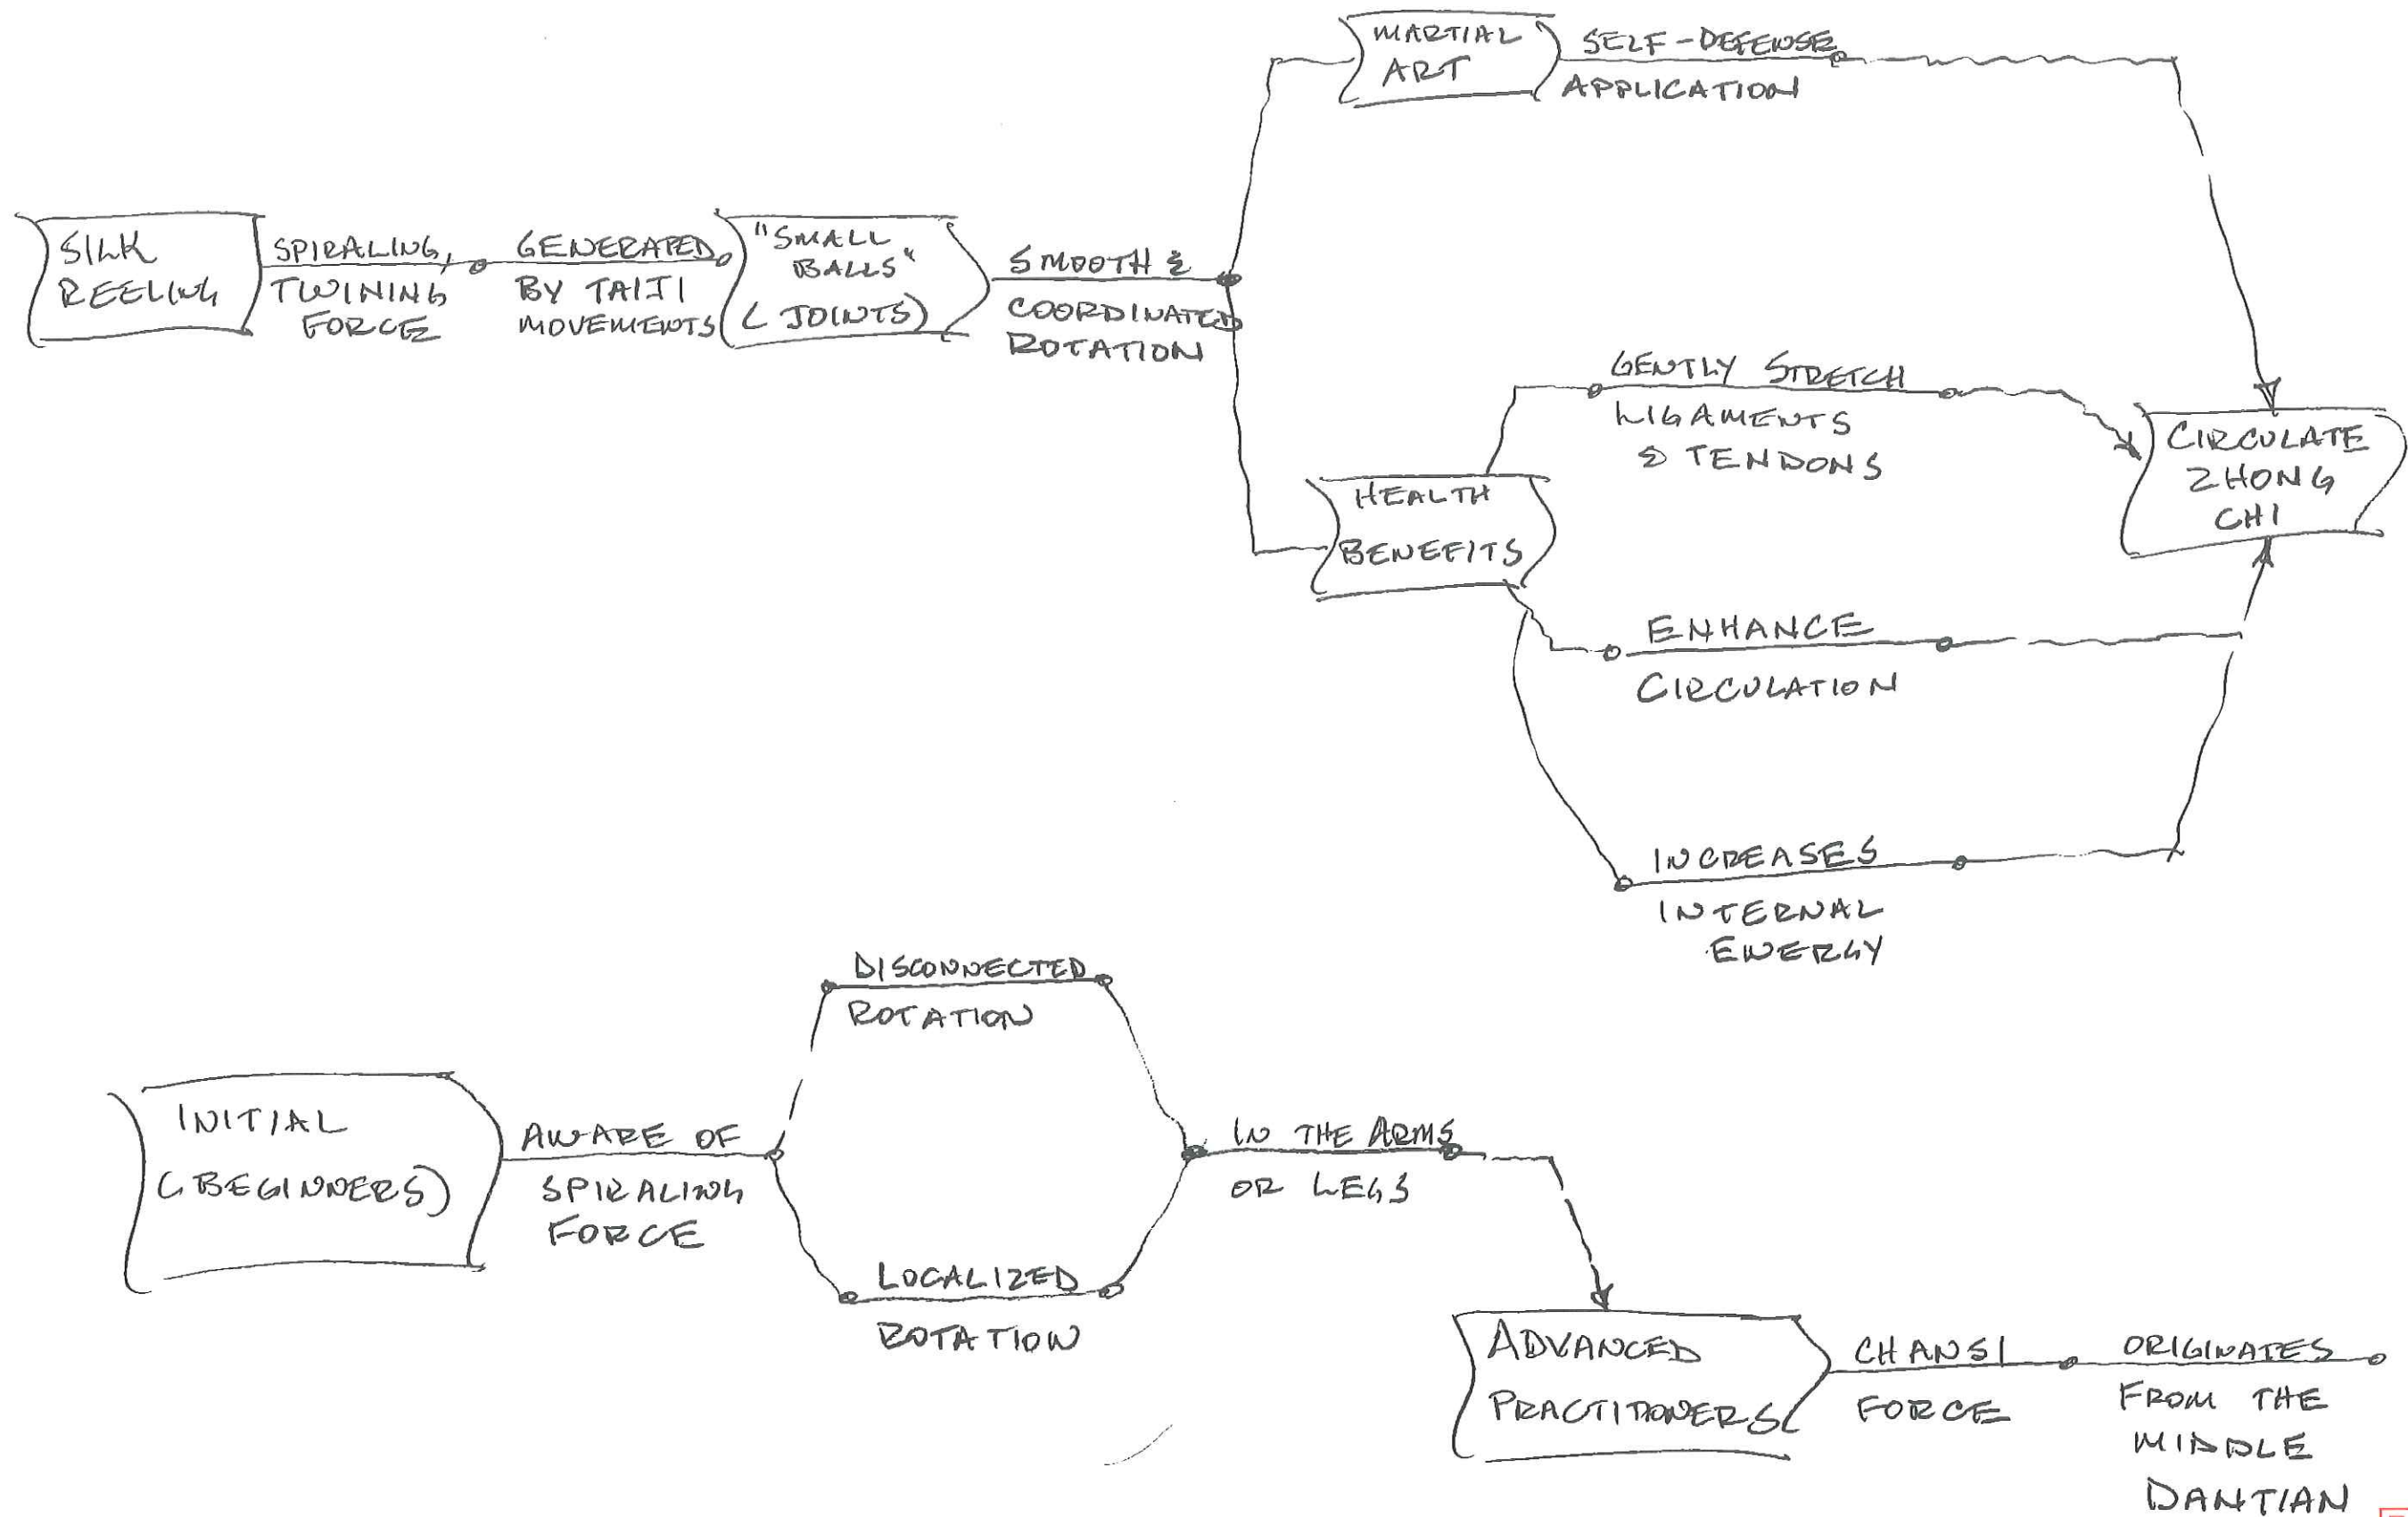 MARTIAL
ART
SELF-DEFENSE
APPLICATION
SILK
REELING
SPIRALING,
TWINING
FORCE
GENERATED
BY TAIJI
MOVEMENTS
"SMALL
BALLS"
(JOINTS)
SMOOTH &
COORDINATED
ROTATION
GENTLY STRETCH
LIGAMENTS
& TENDONS
HEALTH
BENEFITS
CIRCULATE
ZHONG
CHI
ENHANCE
CIRCULATION
INCREASES
INTERNAL
ENERGY
INITIAL
(BEGINNERS)
AWARE OF
SPIRALING
FORCE
DISCONNECTED
ROTATION
LOCALIZED
ROTATION
IN THE ARMS
OR LEGS
ADVANCED
PRACTITIONERS
CHANSI
FORCE
ORIGINATES
FROM THE
MIDDLE
DANTIAN